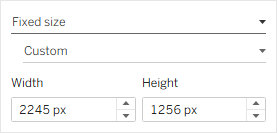 Fixed size
Custom
Width Height
2245 px 1256 px